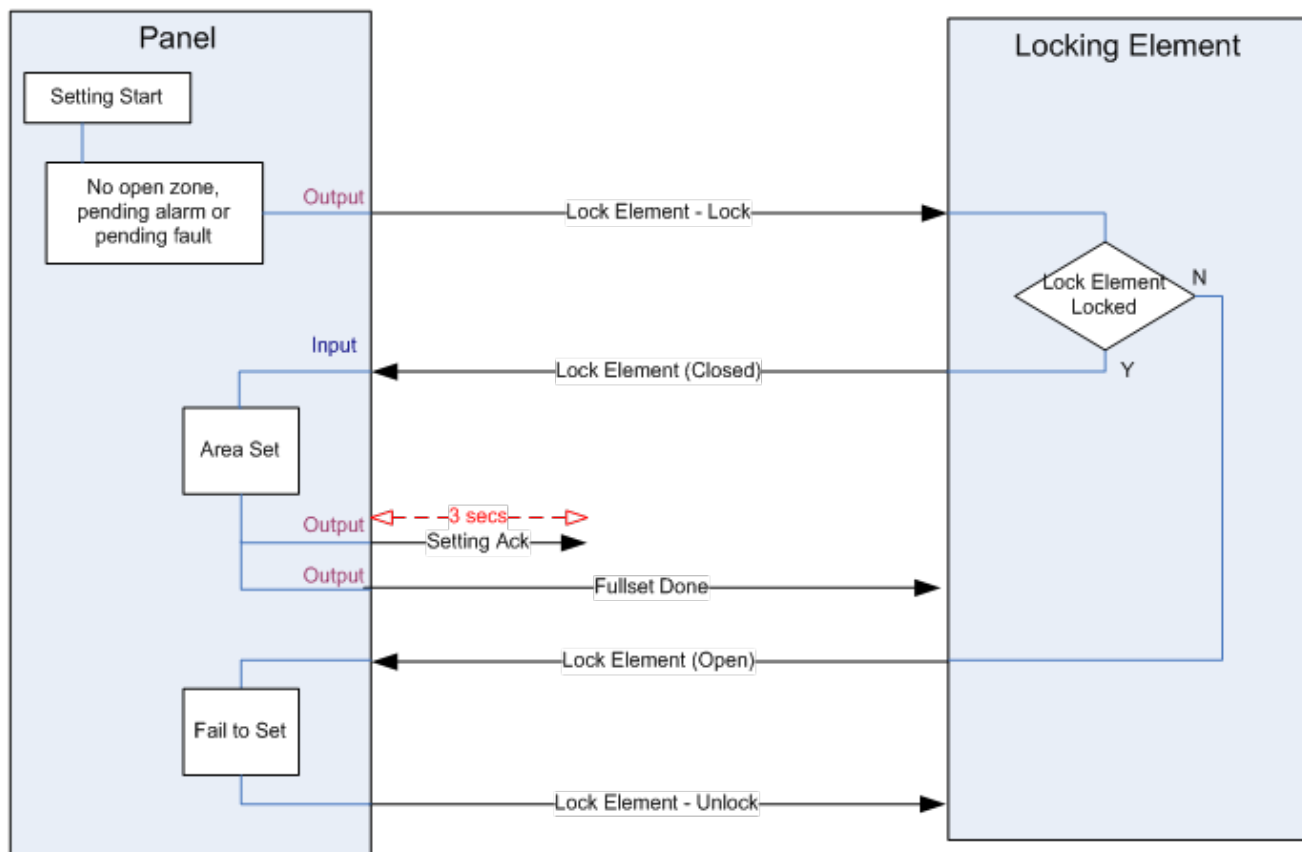 Panel
Locking Element
Setting Start
No open zone,
pending alarm or
pending fault
Output
Lock Element - Lock
Lock Element
Locked
N
Y
Input
Lock Element (Closed)
Area Set
3 secs
Output
Setting Ack
Output
Fullset Done
Lock Element (Open)
Fail to Set
Lock Element - Unlock